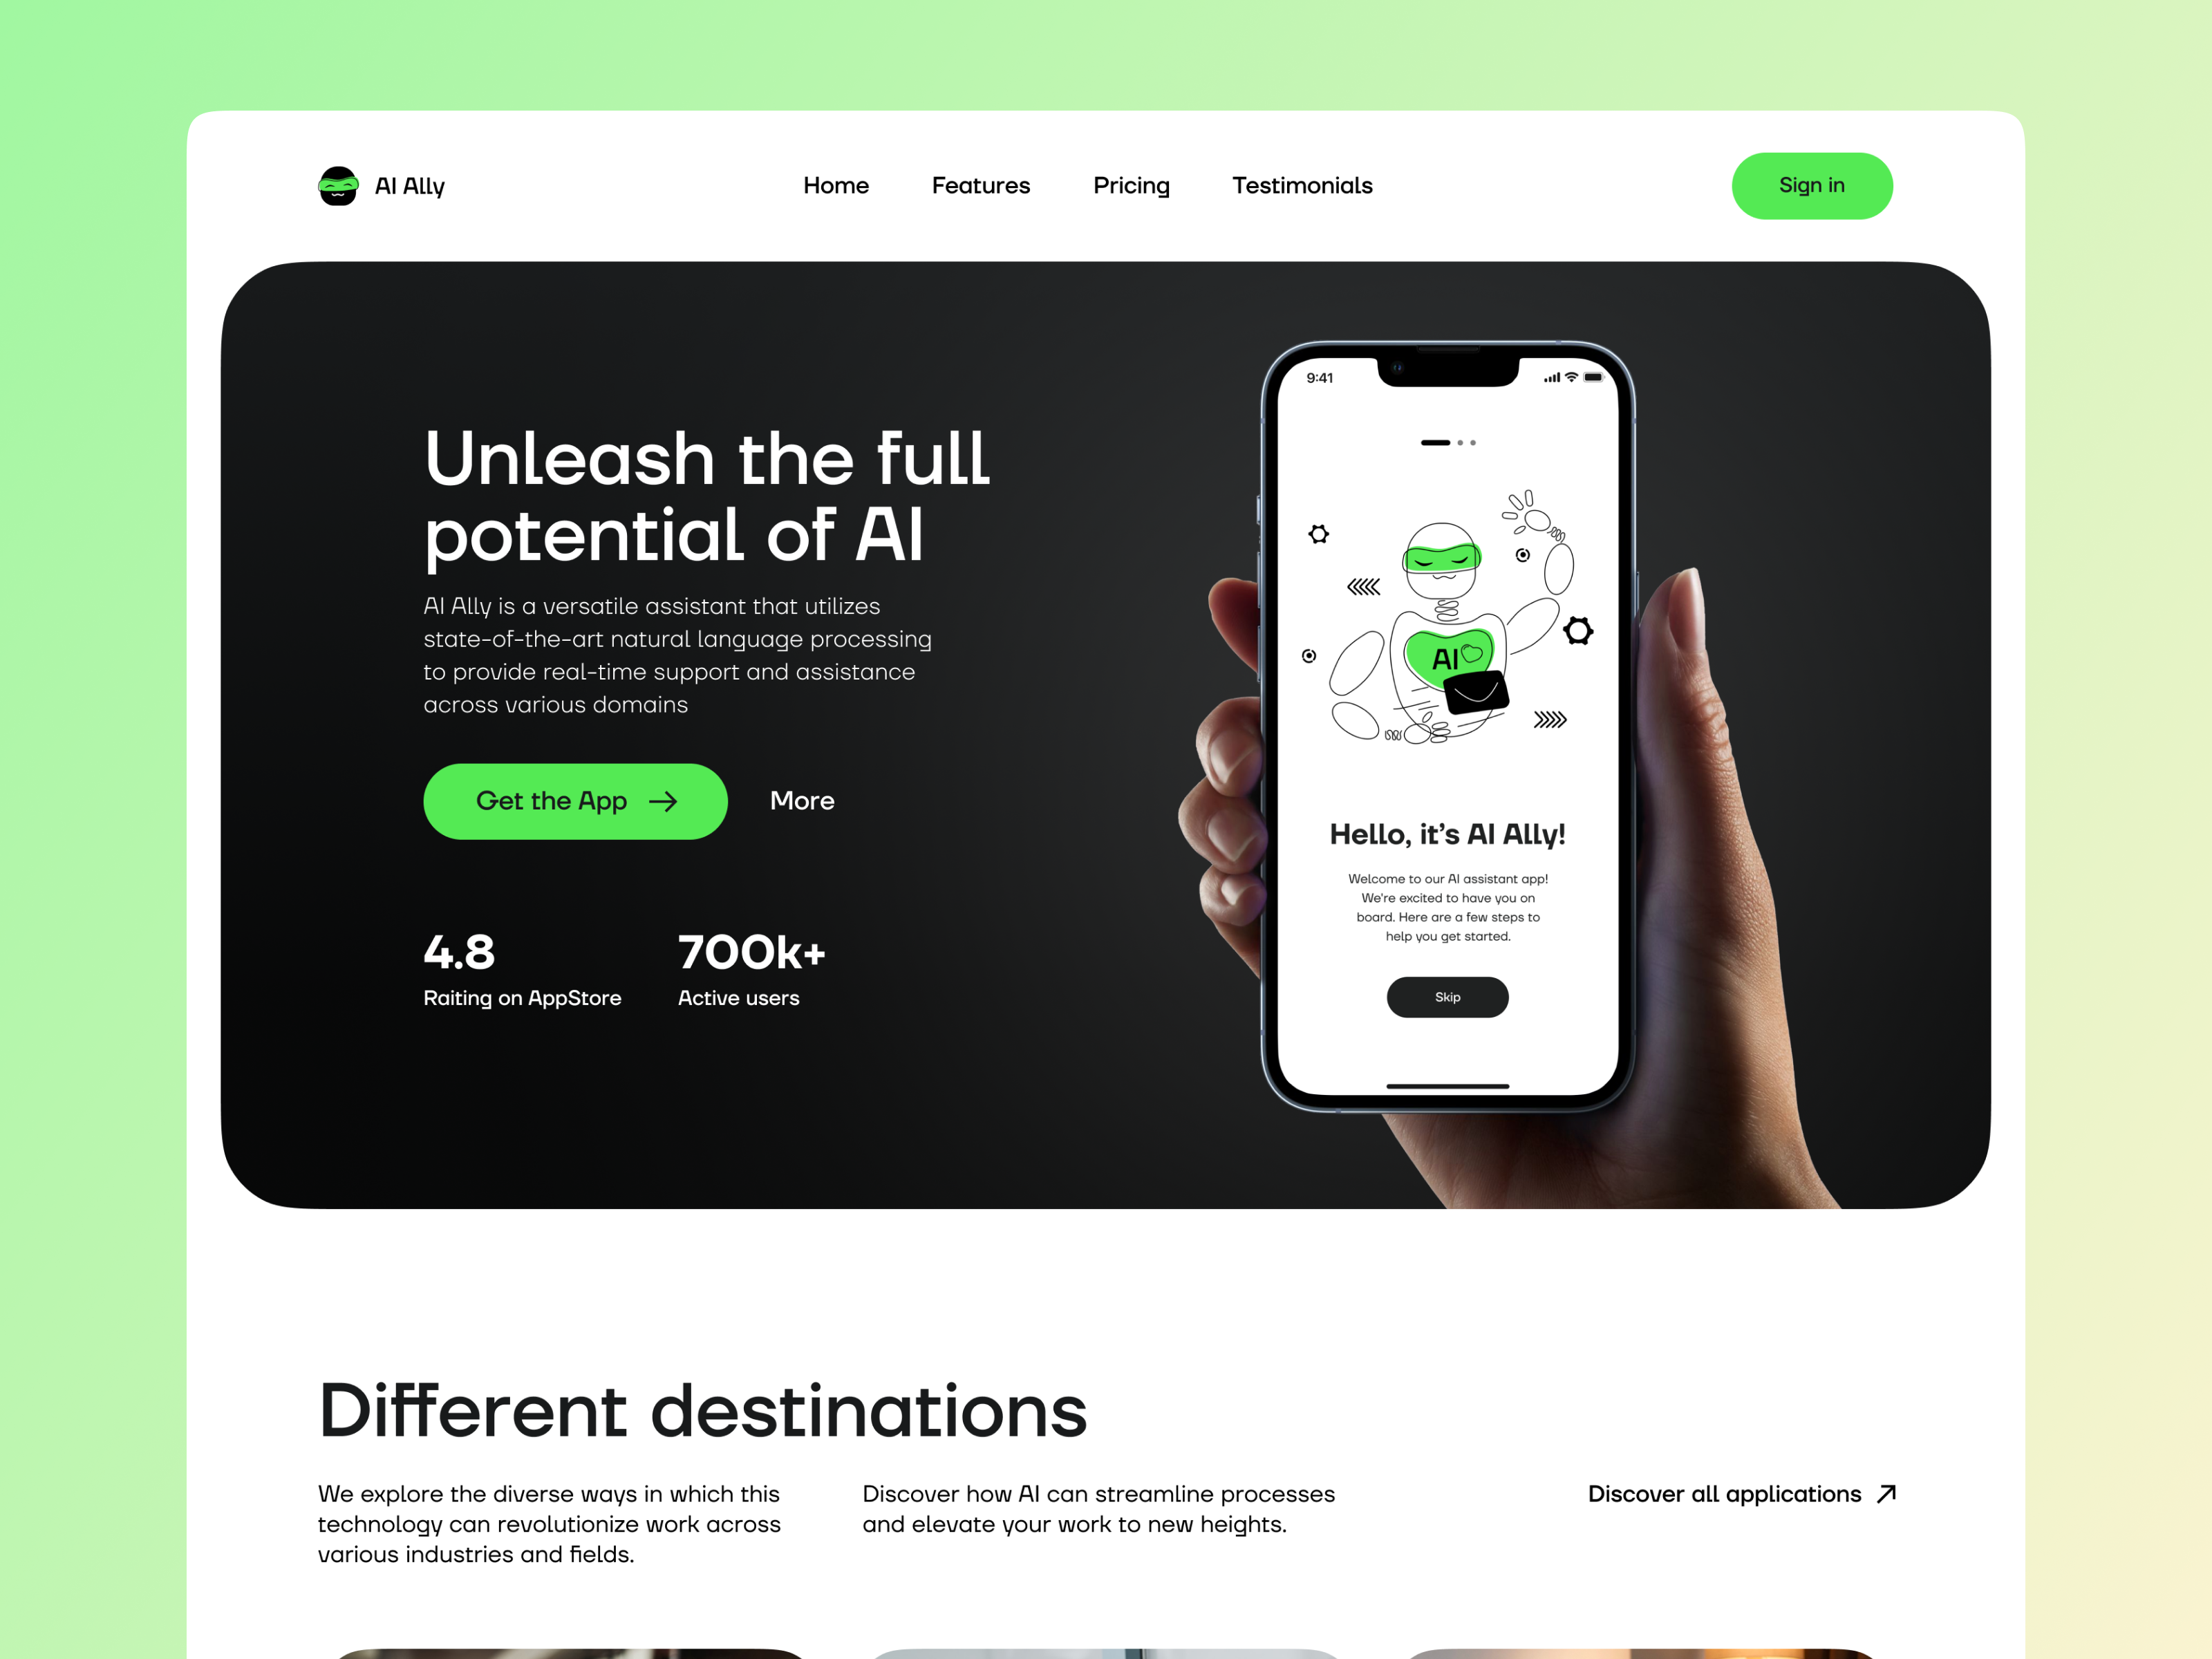 AI Ally
Home
Features
Pricing
Testimonials
Sign in
Unleash the full
potential of AI
AI Ally is a versatile assistant that utilizes
state-of-the-art natural language processing
to provide real-time support and assistance
across various domains
Get the App
More
4.8
Raiting on AppStore
700k+
Active users
9:41
AI
Hello, it's AI Ally!
Welcome to our AI assistant app!
We're excited to have you on
board. Here are a few steps to
help you get started.
Skip
Different destinations
We explore the diverse ways in which this
technology can revolutionize work across
various industries and fields.
Discover how AI can streamline processes
and elevate your work to new heights.
Discover all applications